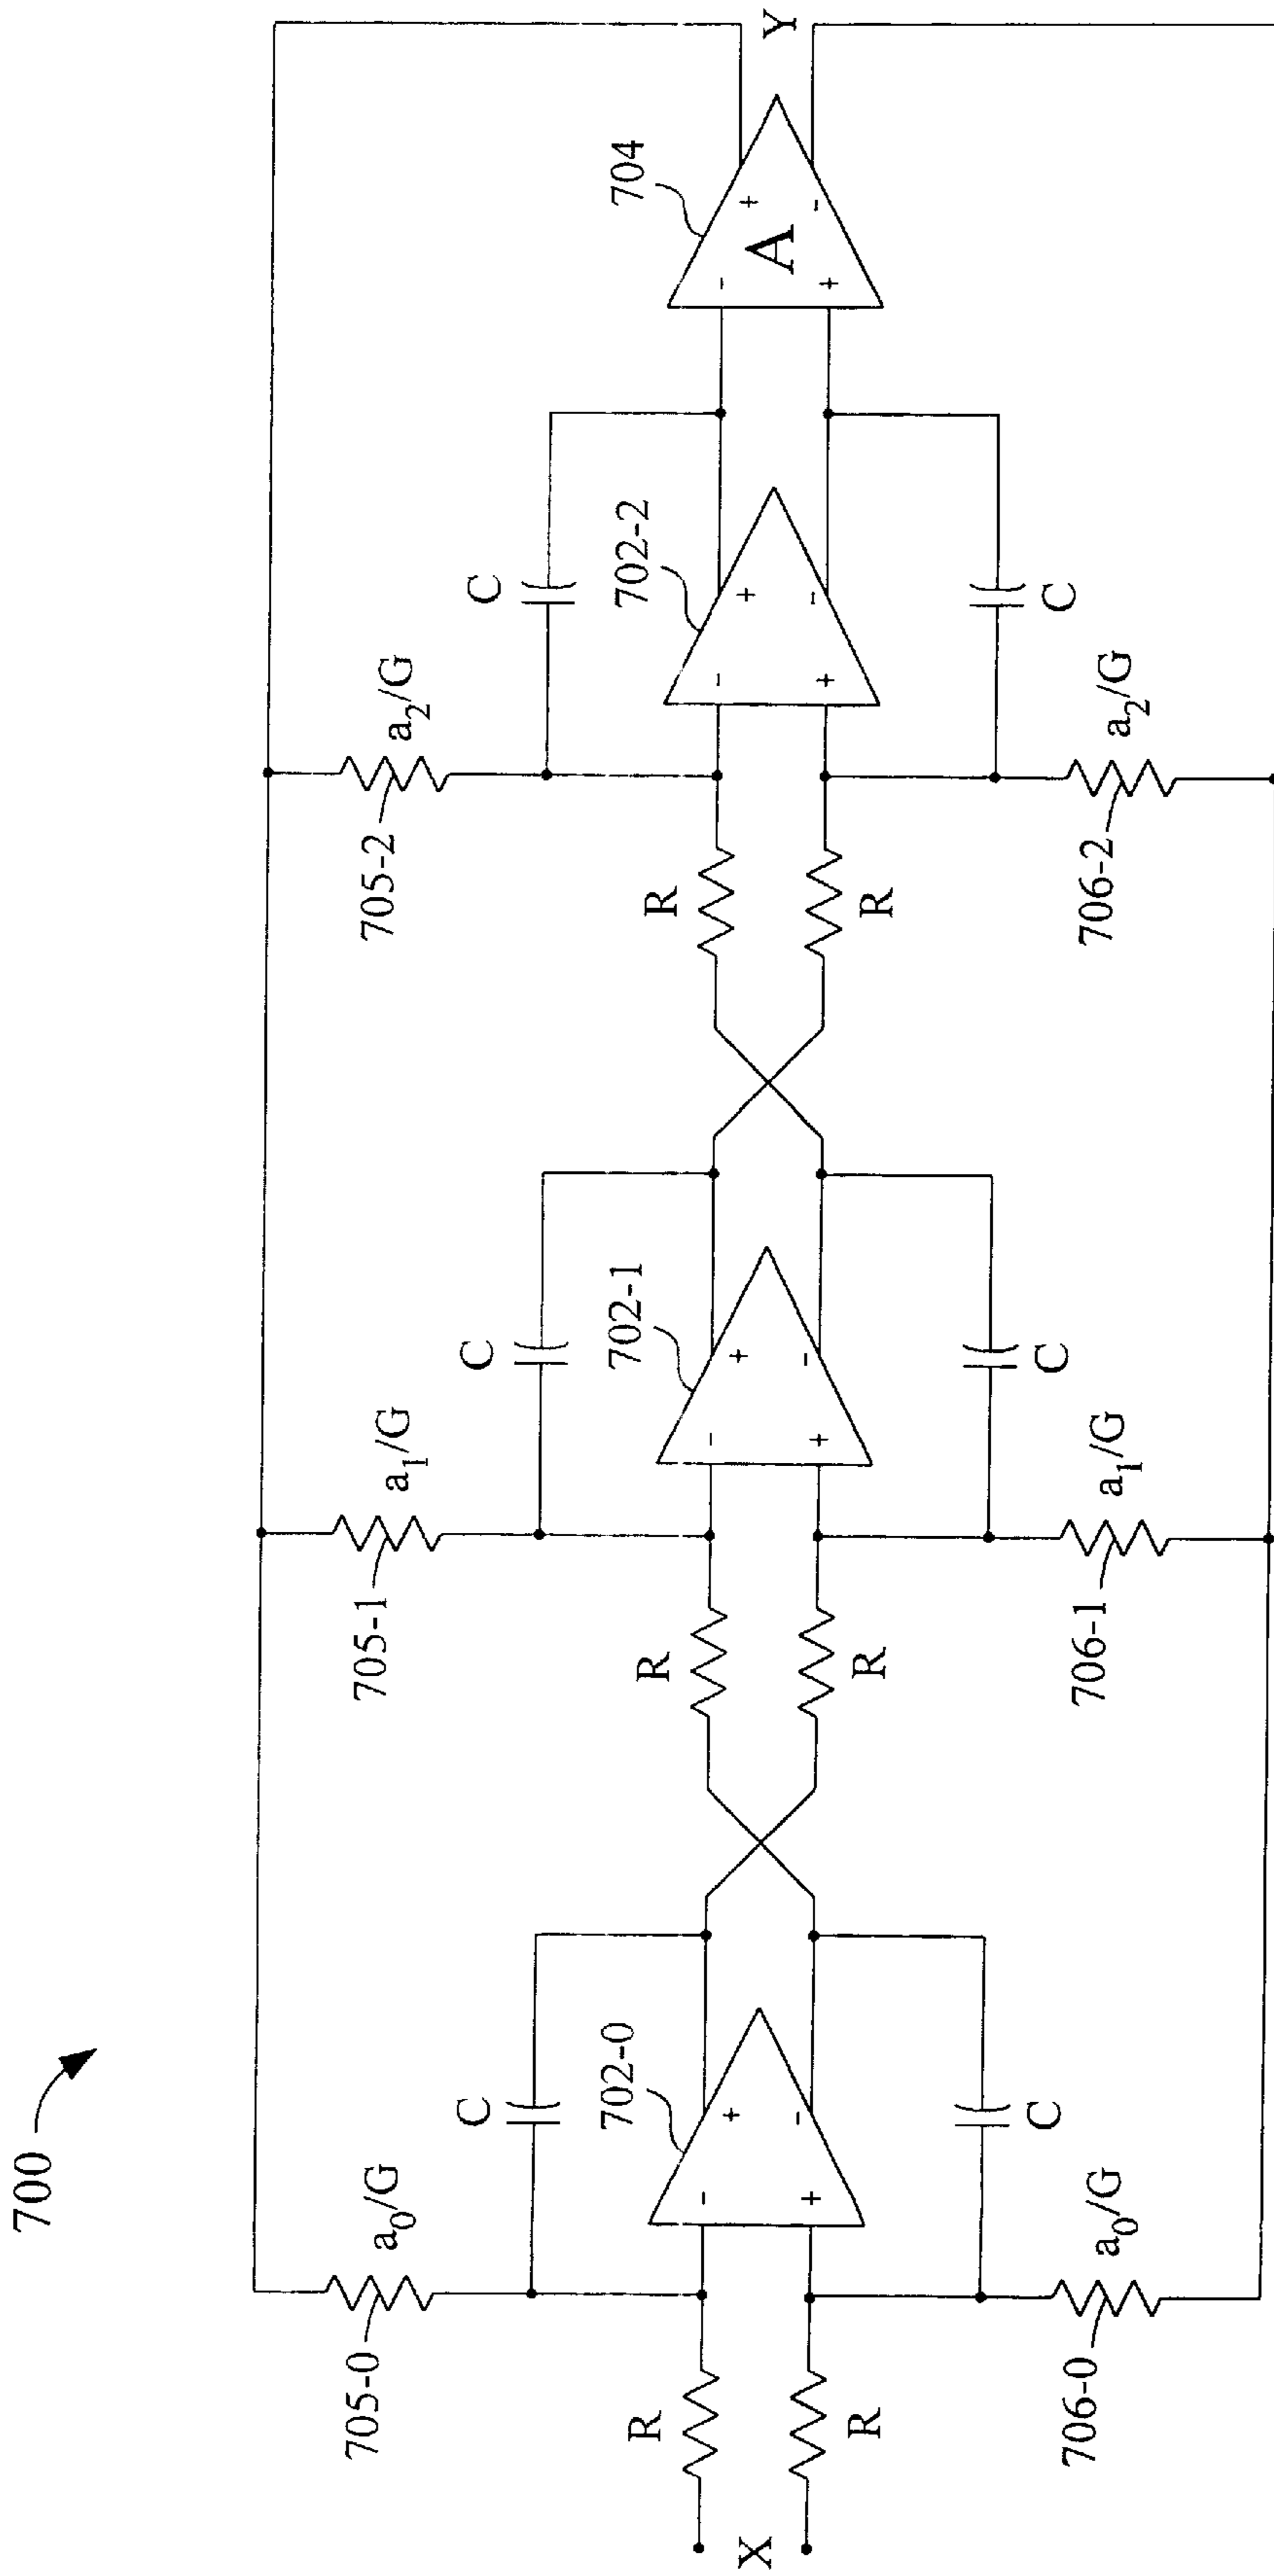 700
705-0
a0/G
C
705-1
a1/G
C
705-2
a2/G
C
R
702-0
R
702-1
R
702-2
704
X
- +
+ -
- +
+ -
- +
+ -
- +
A
+ -
Y
R
R
R
706-0
a0/G
C
706-1
a1/G
C
706-2
a2/G
C